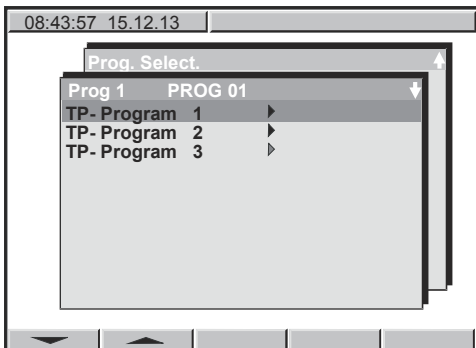 08:43:57 15.12.13
Prog. Select.
Prog 1 PROG 01
TP- Program 1
TP- Program 2
TP- Program 3